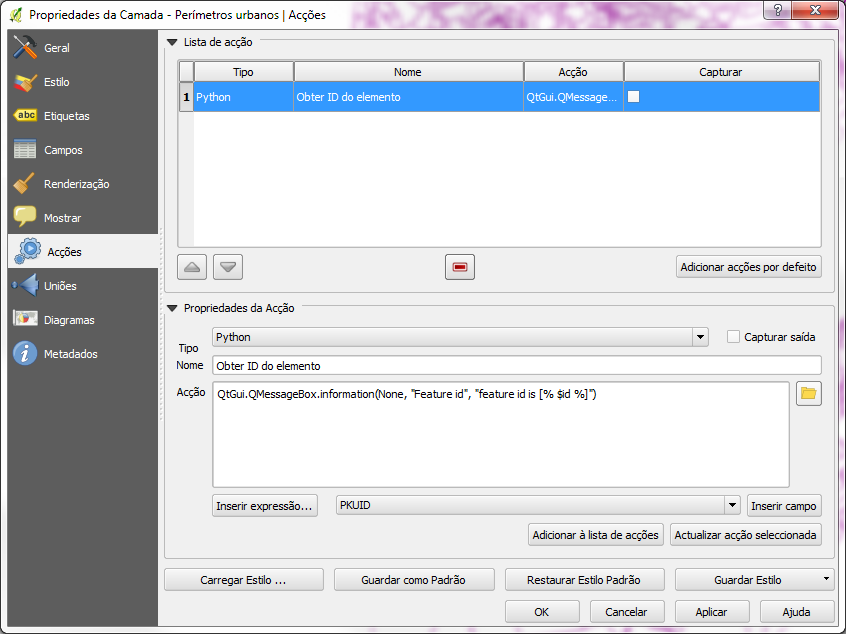 Propriedades da Camada - Perímetros urbanos | Acções
?
Geral
Estilo
abc Etiquetas
Campos
Renderização
Mostrar
Acções
Uniões
Diagramas
i Metadados
Lista de acção
Tipo Nome Acção Capturar
1 Python Obter ID do elemento QtGui.QMessage...
Adicionar acções por defeito
Propriedades da Acção
Tipo Python Capturar saída
Nome Obter ID do elemento
Acção QtGui.QMessageBox.information(None, "Feature id", "feature id is [% $id %]")
Inserir expressão... PKUID Inserir campo
Adicionar à lista de acções Actualizar acção seleccionada
Carregar Estilo ... Guardar como Padrão Restaurar Estilo Padrão Guardar Estilo
OK Cancelar Aplicar Ajuda